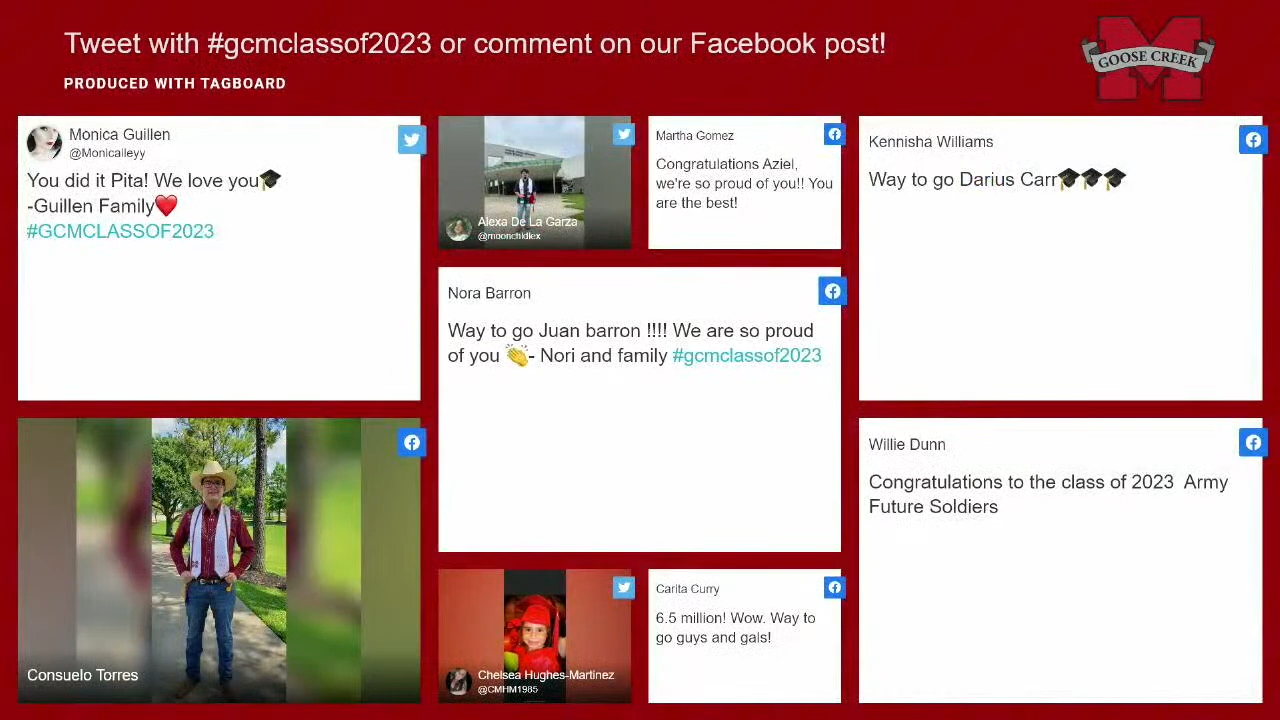 Tweet with #gcmclassof2023 or comment on our Facebook post!
PRODUCED WITH TAGBOARD
GOOSE CREEK
Monica Guillen
@Monicalleyy
You did it Pita! We love you🎓
-Guillen Family❤️
#GCMCLASSOF2023
Alexa De La Garza
@moonchidlex
Martha Gomez
Congratulations Aziel,
we're so proud of you!! You
are the best!
Kennisha Williams
Way to go Darius Carr🎓🎓🎓
Nora Barron
Way to go Juan barron !!!! We are so proud
of you 👏- Nori and family #gcmclassof2023
Consuelo Torres
Willie Dunn
Congratulations to the class of 2023  Army
Future Soldiers
Chelsea Hughes-Martinez
@CMHM1985
Carita Curry
6.5 million! Wow. Way to
go guys and gals!